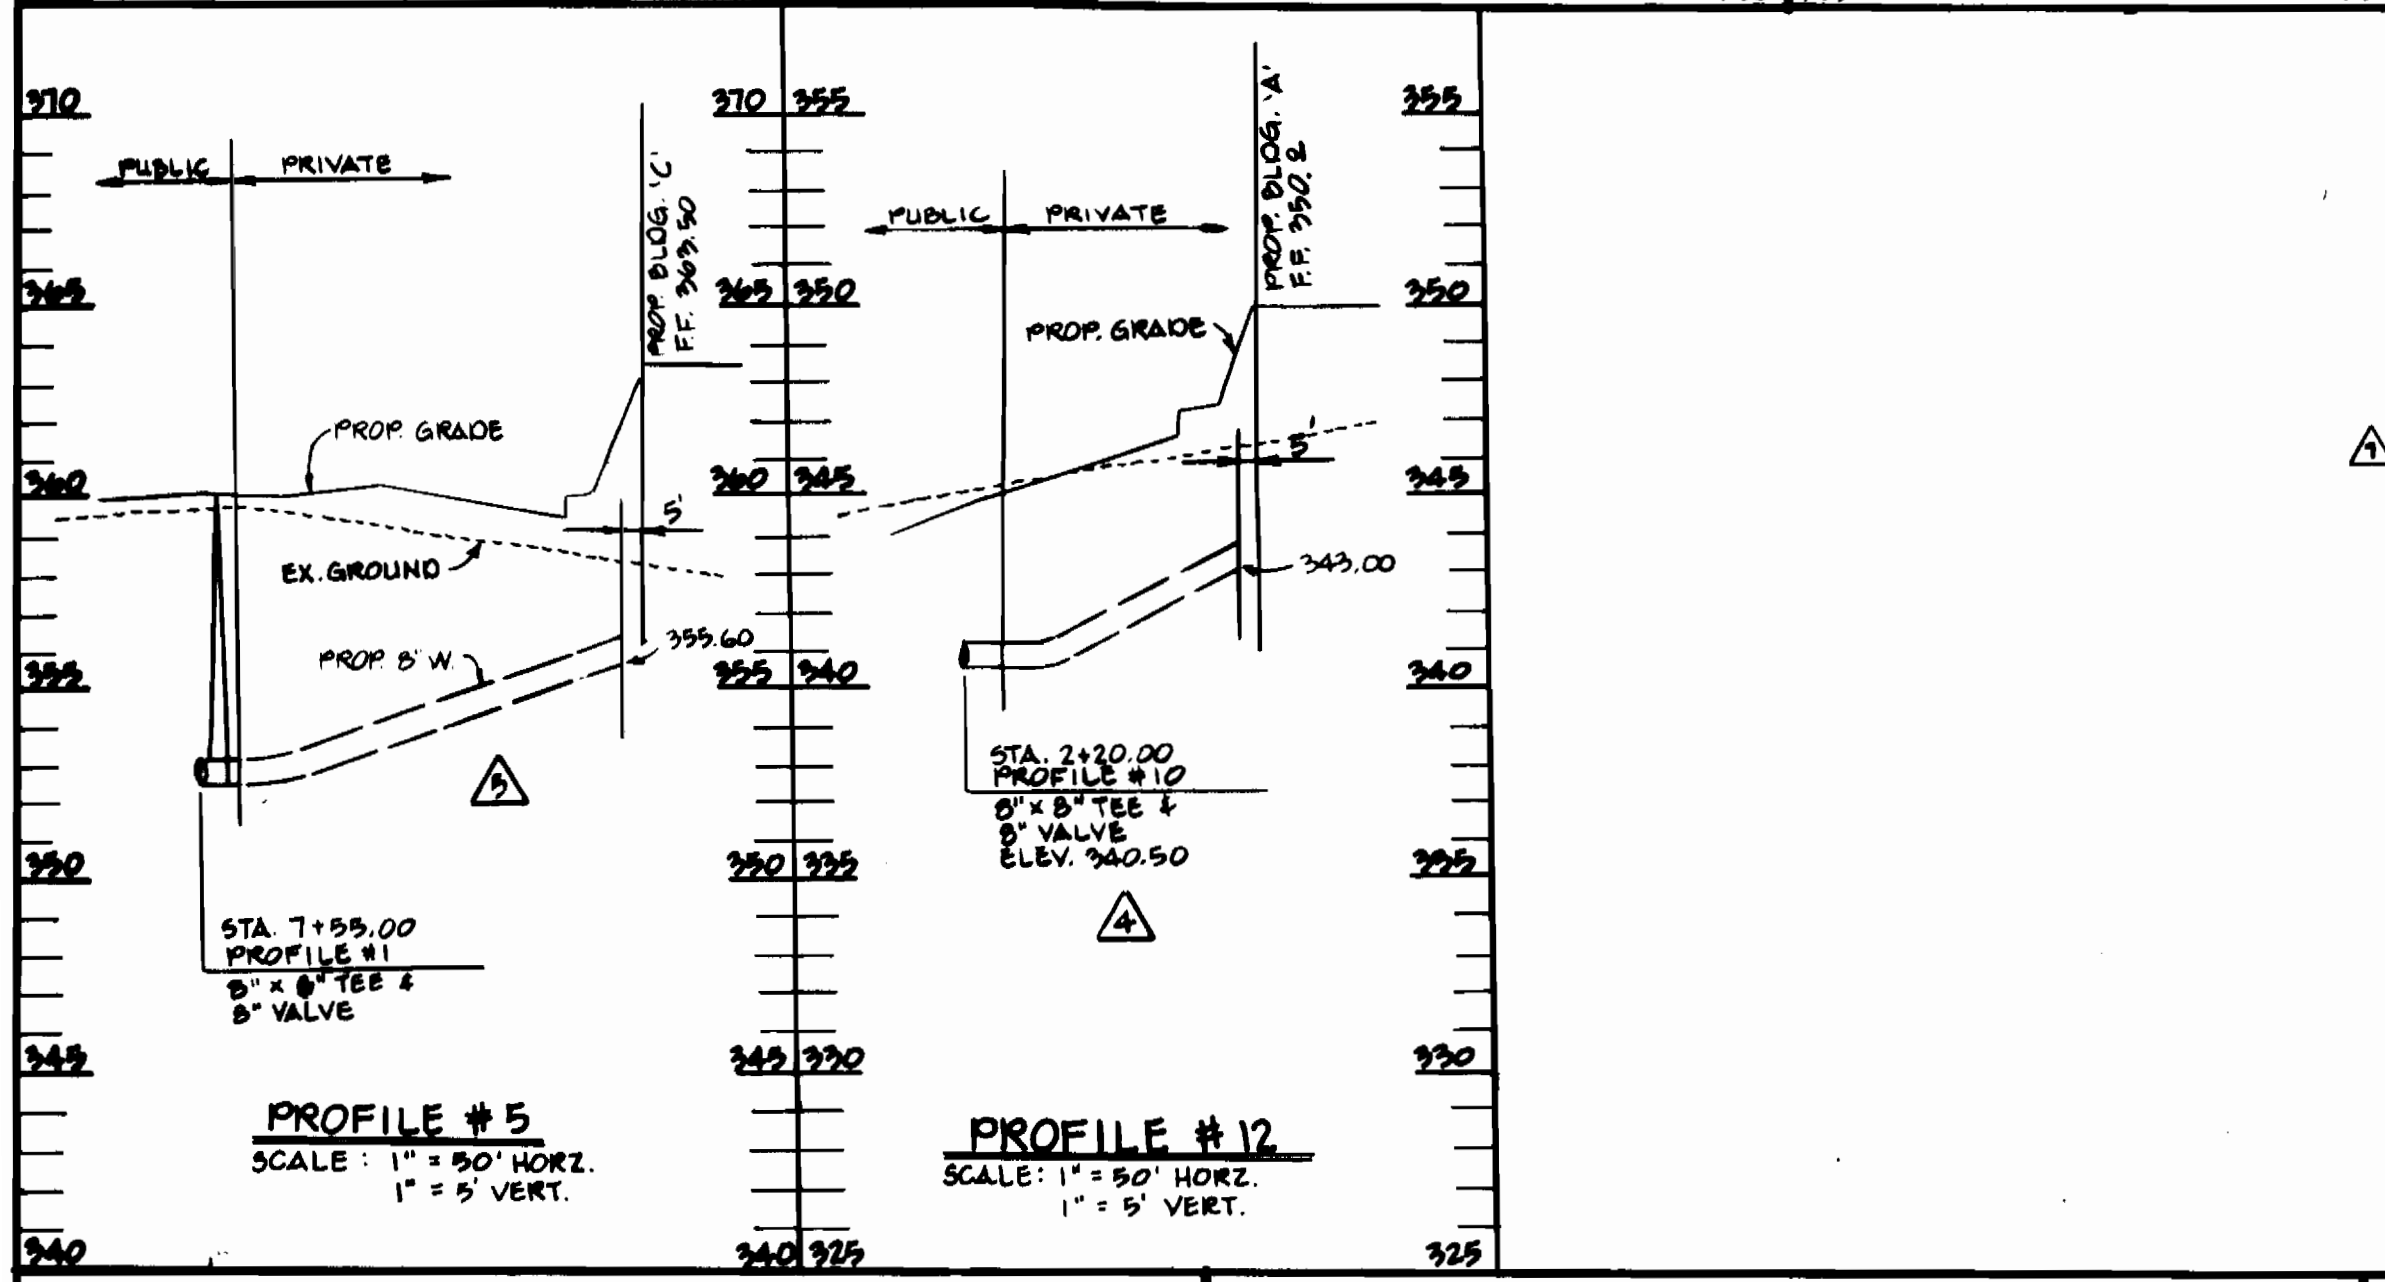 370
365
360
355
350
345
340
PUBLIC
PRIVATE
PROP. BLDG. 'C'
F.F. 363.50
PROP. GRADE
5'
EX. GROUND
355.60
PROP. 8" W.
5
STA. 7+55.00
PROFILE #1
TEE &
8" VALVE
PROFILE # 5
SCALE: 1" = 50' HORZ.
1" = 5' VERT.
370
365
360
355
350
345
340
355
350
345
340
335
330
325
PROP. BLDG. 'A'
F.F. 350.2
PUBLIC
PRIVATE
PROP. GRADE
5'
343.00
STA. 2+20.00
PROFILE #10
8" x 8" TEE &
8" VALVE
ELEV. 340.50
4
PROFILE # 12
SCALE: 1" = 50' HORZ.
1" = 5' VERT.
355
350
345
340
335
330
325